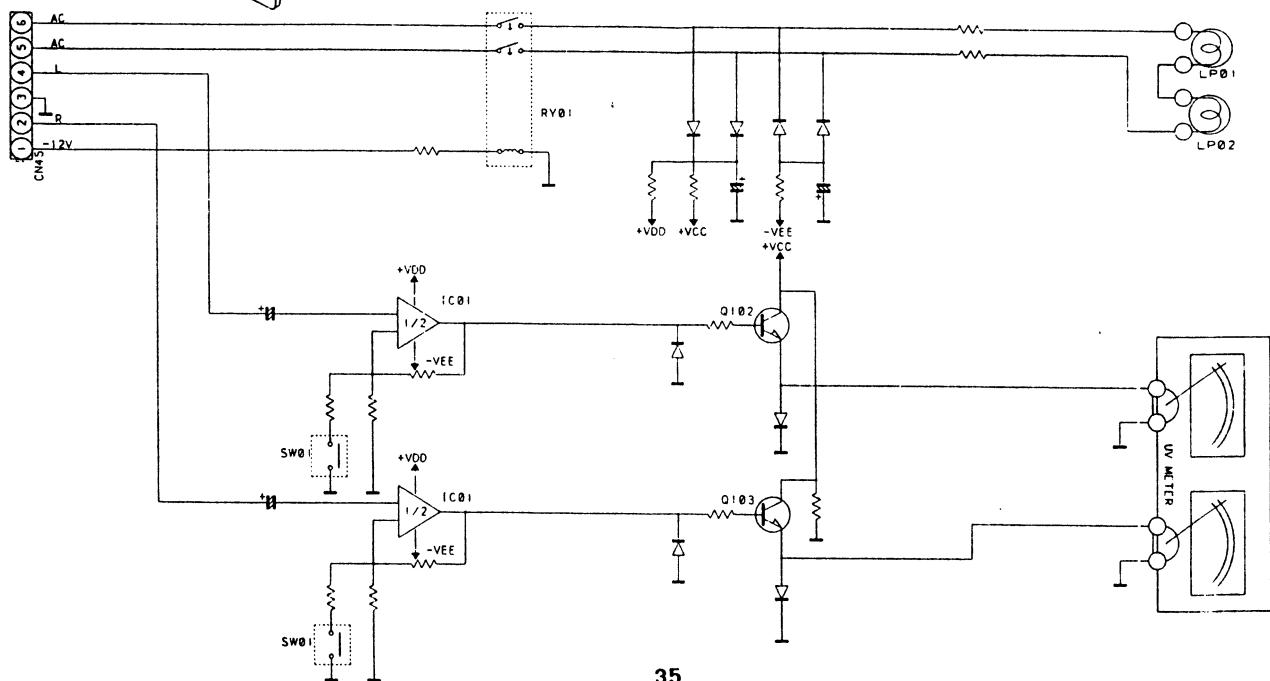 6 AC
5 AC
4 L
3
2 R
1 -12V
CN45
RY01
LP01
LP02
+VDD +VCC -VEE
+VCC
+VDD
IC01
1/2
-VEE
Q102
SW01
+VDD
IC01
1/2
-VEE
Q103
SW01
UV METER
35